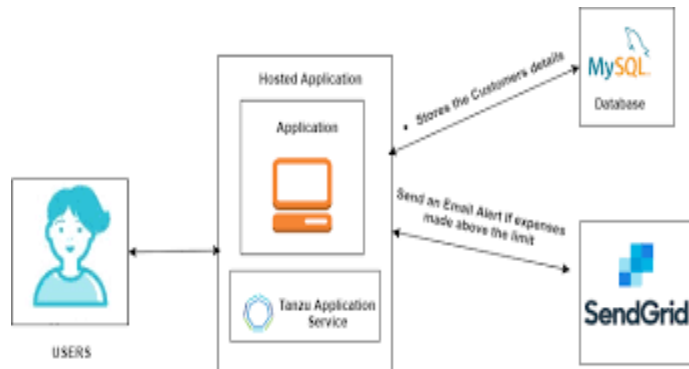 Hosted Application
Application
Tanzu Application
Service
USERS
• Stores the Customers details
MySQL
Database
Send an Email Alert if expenses
made above the limit
SendGrid